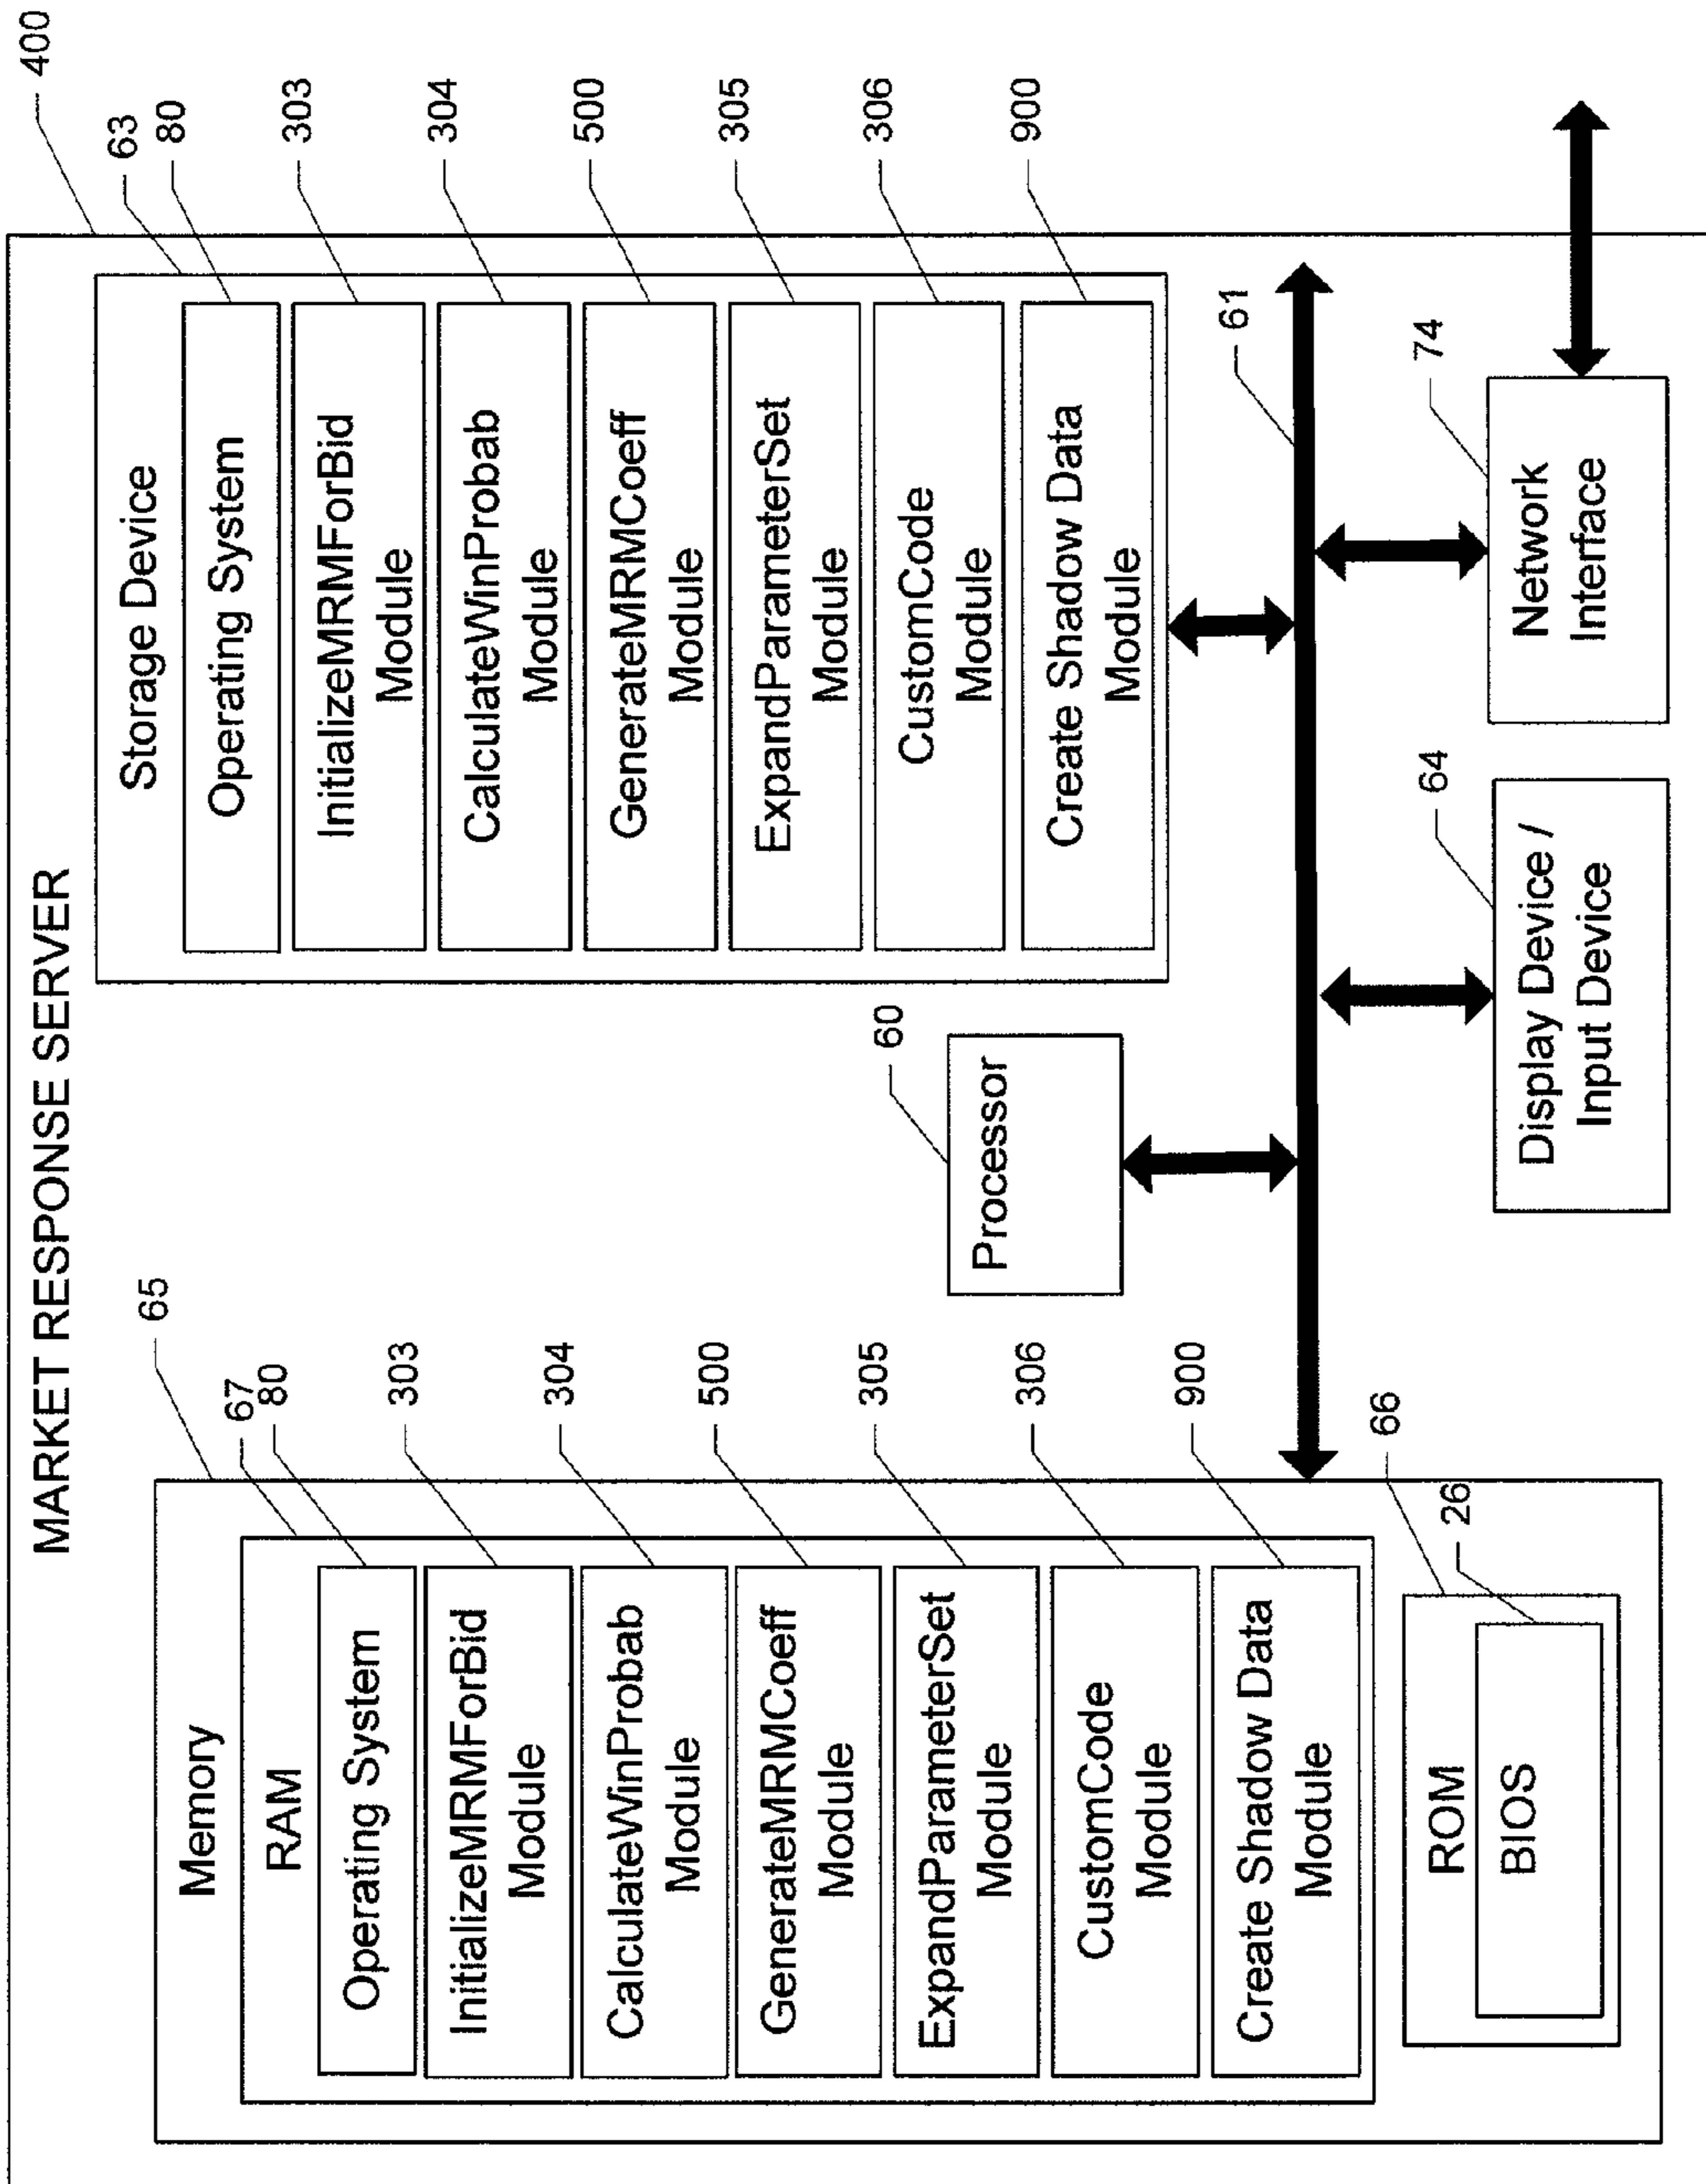 MARKET RESPONSE SERVER
400
Memory
65
RAM
67
Operating System
80
InitializeMRMForBid
Module
303
CalculateWinProbab
Module
304
GenerateMRMCoeff
Module
500
ExpandParameterSet
Module
305
CustomCode
Module
306
Create Shadow Data
Module
900
ROM
66
BIOS
26
Processor
60
Storage Device
63
Operating System
80
InitializeMRMForBid
Module
303
CalculateWinProbab
Module
304
GenerateMRMCoeff
Module
500
ExpandParameterSet
Module
305
CustomCode
Module
306
Create Shadow Data
Module
900
61
Display Device /
Input Device
64
Network
Interface
74